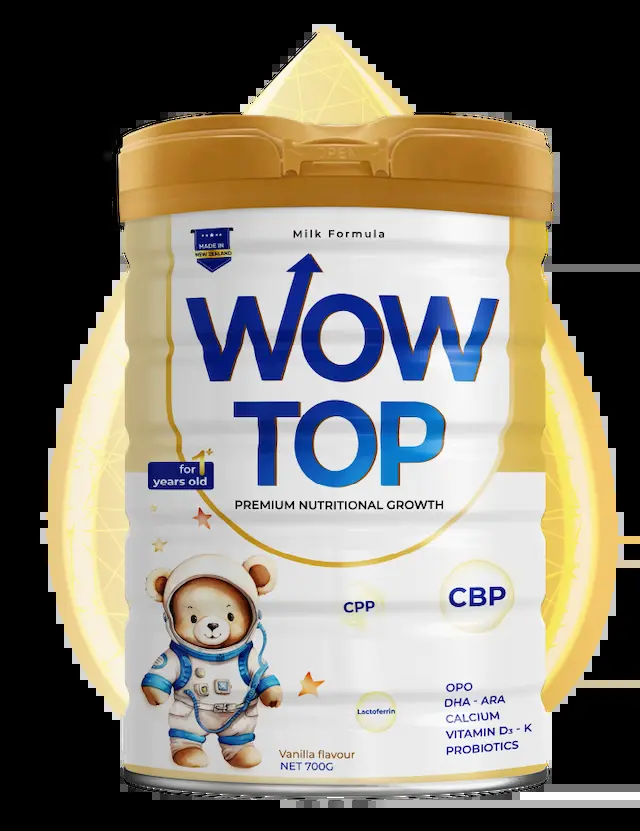 OPEN
Milk Formula
MADE IN
NEW ZEALAND
WOW
TOP
for 1+
years old
PREMIUM NUTRITIONAL GROWTH
CPP
CBP
Lactoferrin
OPO
DHA - ARA
CALCIUM
VITAMIN D₃ - K
PROBIOTICS
Vanilla flavour
NET 700G